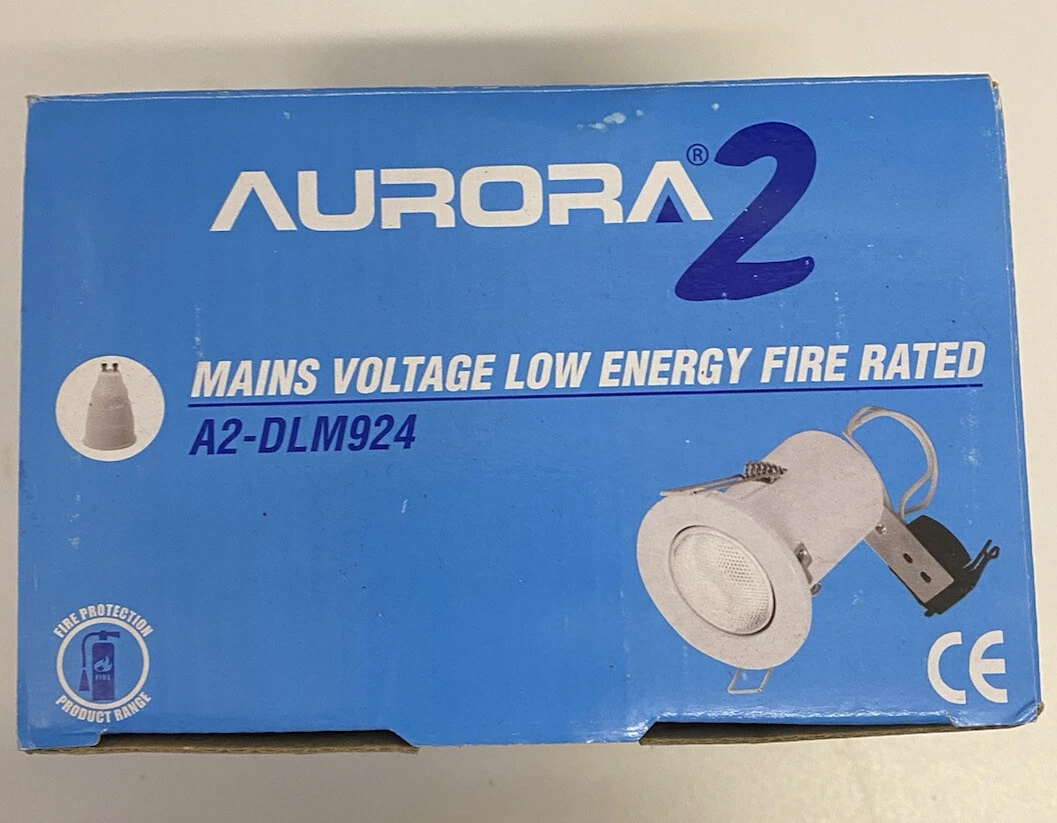 AURORA® 2
MAINS VOLTAGE LOW ENERGY FIRE RATED
A2-DLM924
FIRE PROTECTION
FIRE
PRODUCT RANGE
CE